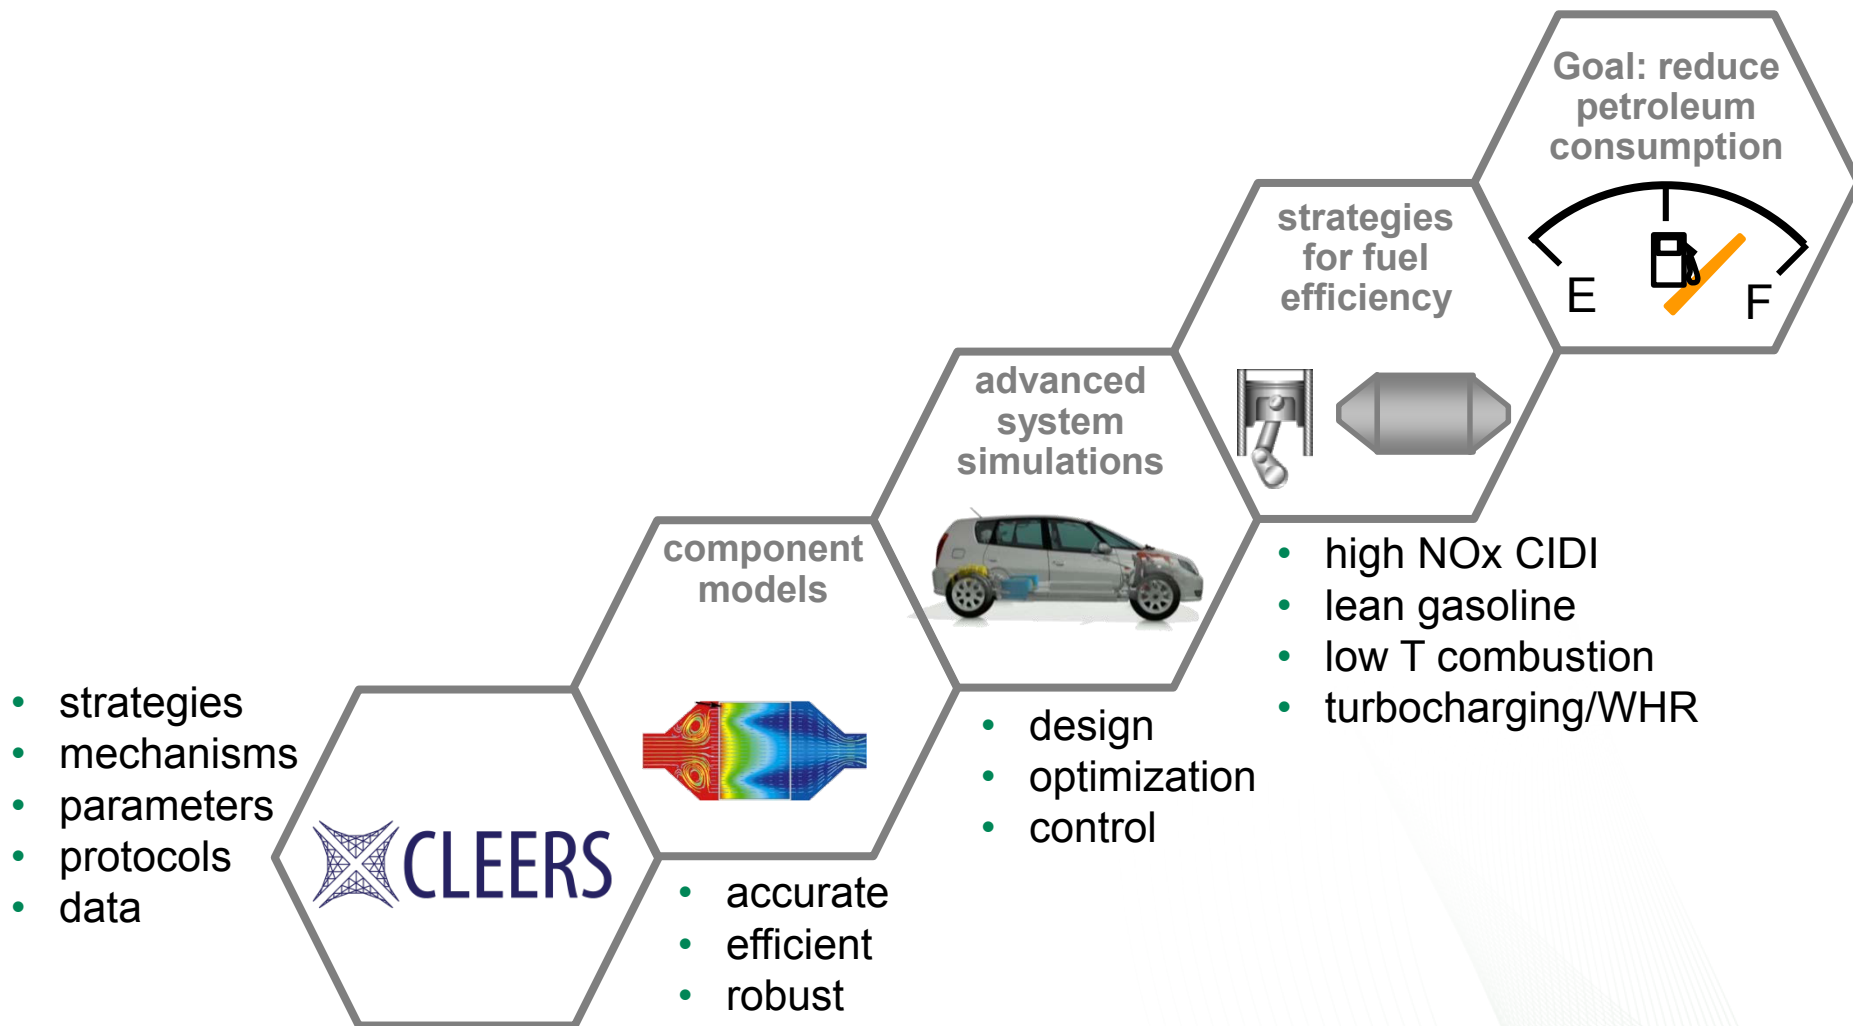 Goal: reduce
petroleum
consumption
E
F
strategies
for fuel
efficiency
• high NOx CIDI
• lean gasoline
• low T combustion
• turbocharging/WHR
advanced
system
simulations
• design
• optimization
• control
component
models
• accurate
• efficient
• robust
• strategies
• mechanisms
• parameters
• protocols
• data
CLEERS